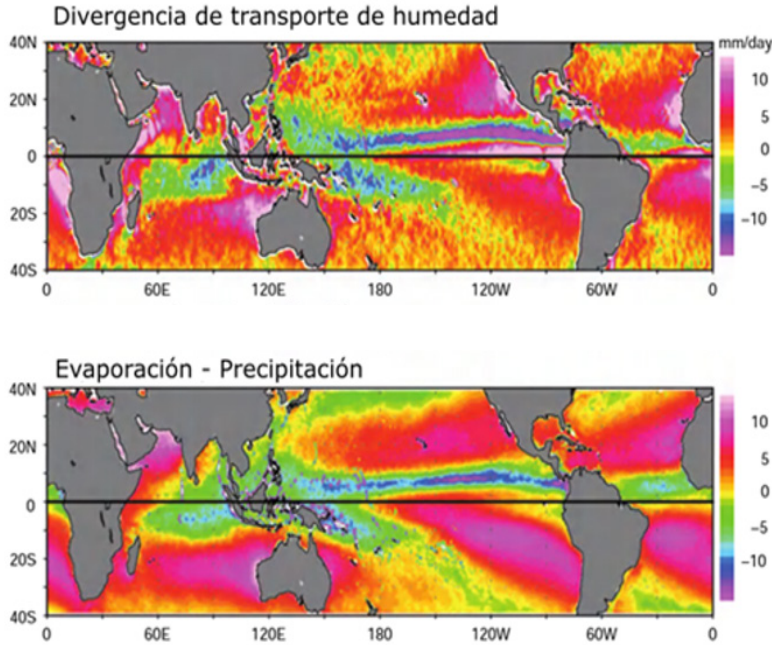 Divergencia de transporte de humedad
mm/day
40N
20N
0
20S
40S
10
5
0
−5
−10
0 60E 120E 180 120W 60W 0
Evaporación - Precipitación
40N
20N
0
20S
40S
10
5
0
−5
−10
0 60E 120E 180 120W 60W 0